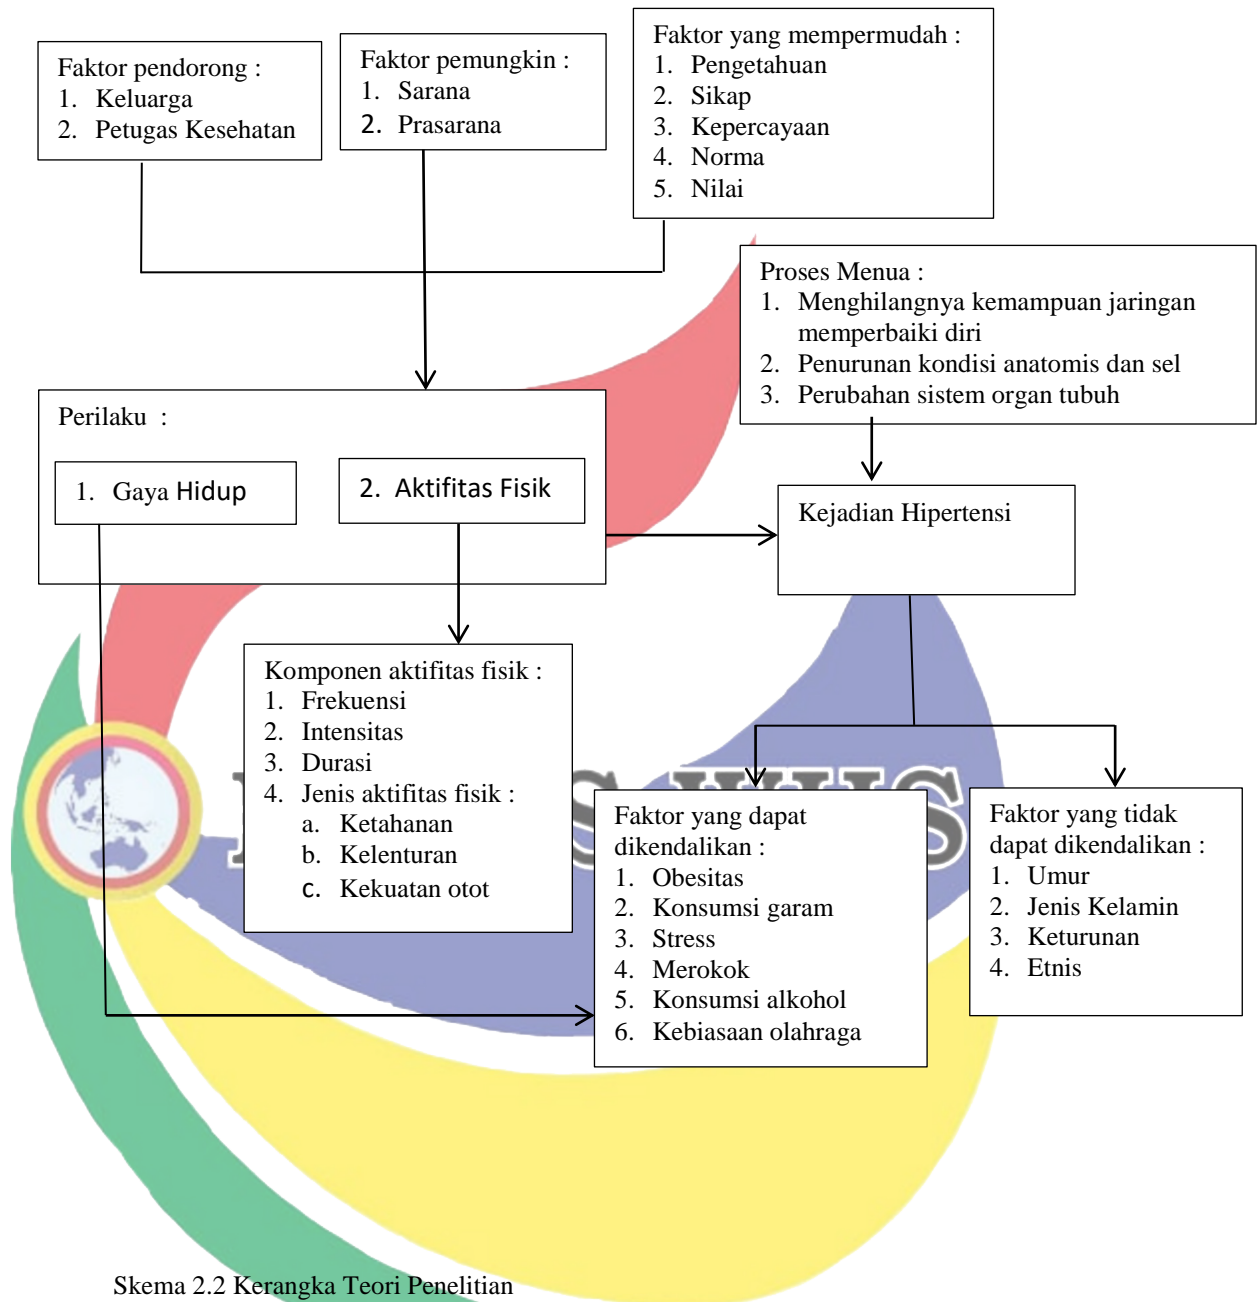 Faktor pendorong :
1. Keluarga
2. Petugas Kesehatan
Faktor pemungkin :
1. Sarana
2. Prasarana
Faktor yang mempermudah :
1. Pengetahuan
2. Sikap
3. Kepercayaan
4. Norma
5. Nilai
Proses Menua :
1. Menghilangnya kemampuan jaringan
memperbaiki diri
2. Penurunan kondisi anatomis dan sel
3. Perubahan sistem organ tubuh
Perilaku :
1. Gaya Hidup
2. Aktifitas Fisik
Kejadian Hipertensi
Komponen aktifitas fisik :
1. Frekuensi
2. Intensitas
3. Durasi
4. Jenis aktifitas fisik :
a. Ketahanan
b. Kelenturan
c. Kekuatan otot
Faktor yang dapat
dikendalikan :
1. Obesitas
2. Konsumsi garam
3. Stress
4. Merokok
5. Konsumsi alkohol
6. Kebiasaan olahraga
Faktor yang tidak
dapat dikendalikan :
1. Umur
2. Jenis Kelamin
3. Keturunan
4. Etnis
Skema 2.2 Kerangka Teori Penelitian